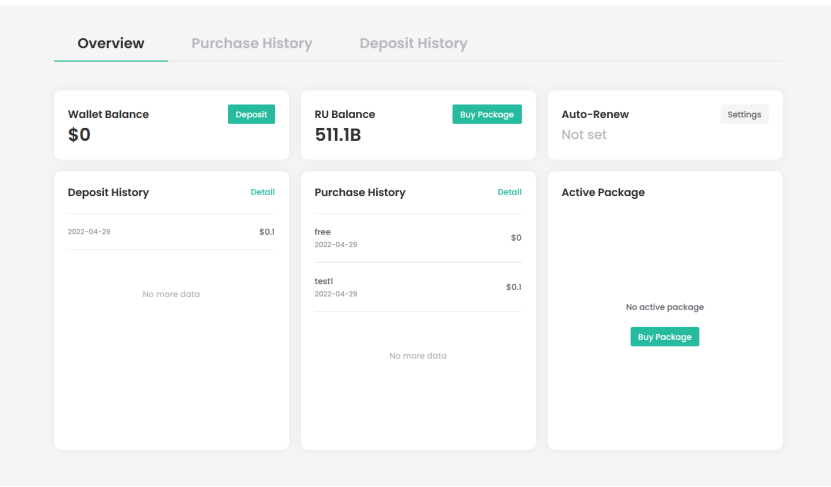 Overview
Purchase History
Deposit History
Wallet Balance
Deposit
$0
RU Balance
Buy Package
511.1B
Auto-Renew
Settings
Not set
Deposit History
Detail
2022-04-29
$0.1
No more data
Purchase History
Detail
free
2022-04-29
$0
test1
2022-04-29
$0.1
No more data
Active Package
No active package
Buy Package